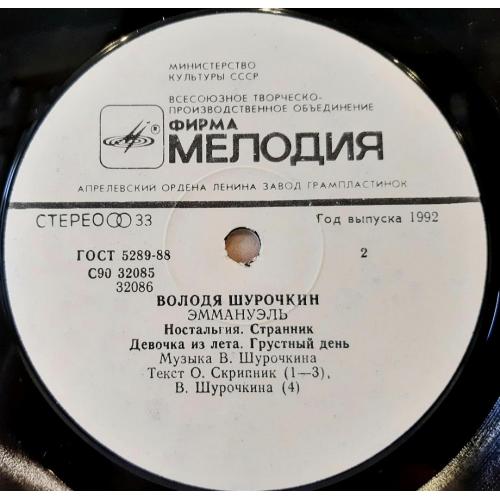 МИНИСТЕРСТВО
КУЛЬТУРЫ СССР
ВСЕСОЮЗНОЕ ТВОРЧЕСКО-
ПРОИЗВОДСТВЕННОЕ ОБЪЕДИНЕНИЕ
ФИРМА
® МЕЛОДИЯ
АПРЕЛЕВСКИЙ ОРДЕНА ЛЕНИНА ЗАВОД ГРАМПЛАСТИНОК
СТЕРЕО 33 Год выпуска 1992
ГОСТ 5289-88 2
С90 32085
32086
ВОЛОДЯ ШУРОЧКИН
ЭММАНУЭЛЬ
Ностальгия. Странник
Девочка из лета. Грустный день
Музыка В. Шурочкина
Текст О. Скрипник (1—3),
В. Шурочкина (4)